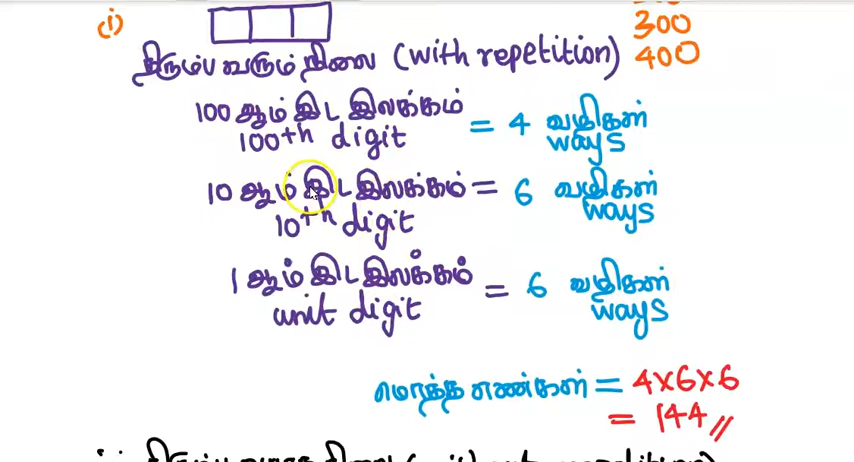 (i)
300
400
திரும்ப வரும் நிலை (with repetition)
100 ஆம் இட இலக்கம் = 4 வழிகள்
100th digit ways
10 ஆம் இட இலக்கம் = 6 வழிகள்
10th digit ways
1 ஆம் இட இலக்கம் = 6 வழிகள்
unit digit ways
மொத்த எண்கள் = 4×6×6
= 144 //